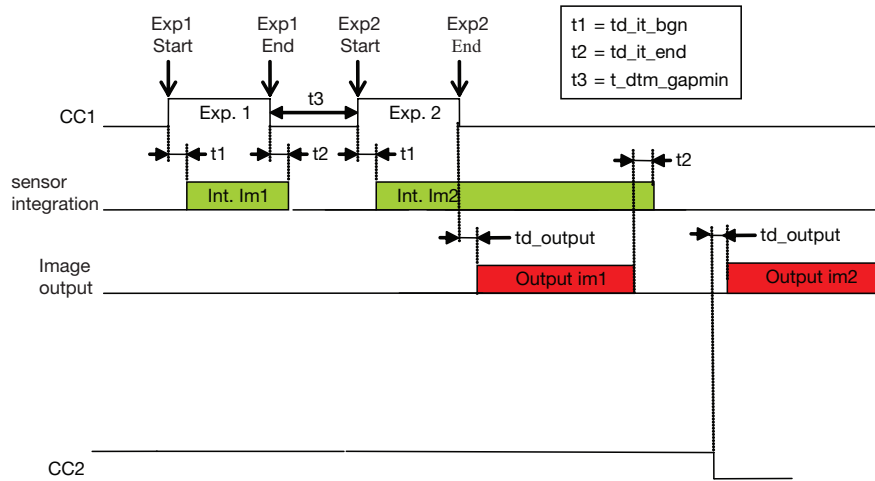 Exp1 Start
Exp1 End
Exp2 Start
Exp2 End
t1 = td_it_bgn
t2 = td_it_end
t3 = t_dtm_gapmin
CC1
Exp. 1
t3
Exp. 2
t1
t2
t1
t2
sensor integration
Int. Im1
Int. Im2
td_output
td_output
Image output
Output im1
Output im2
CC2